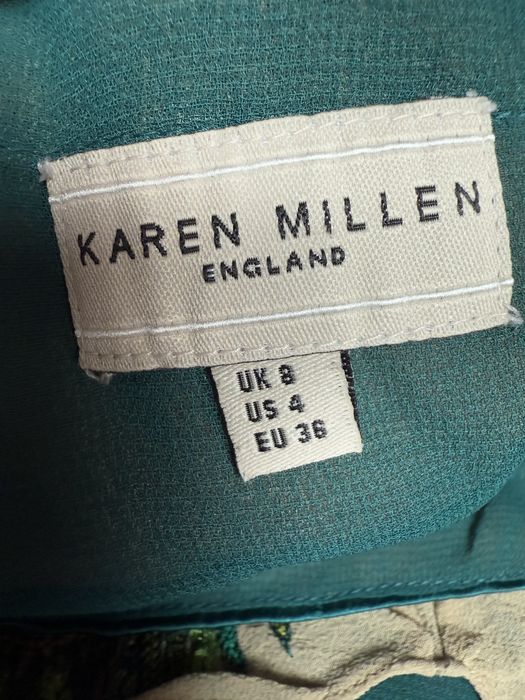 KAREN MILLEN
ENGLAND
UK 8
US 4
EU 36